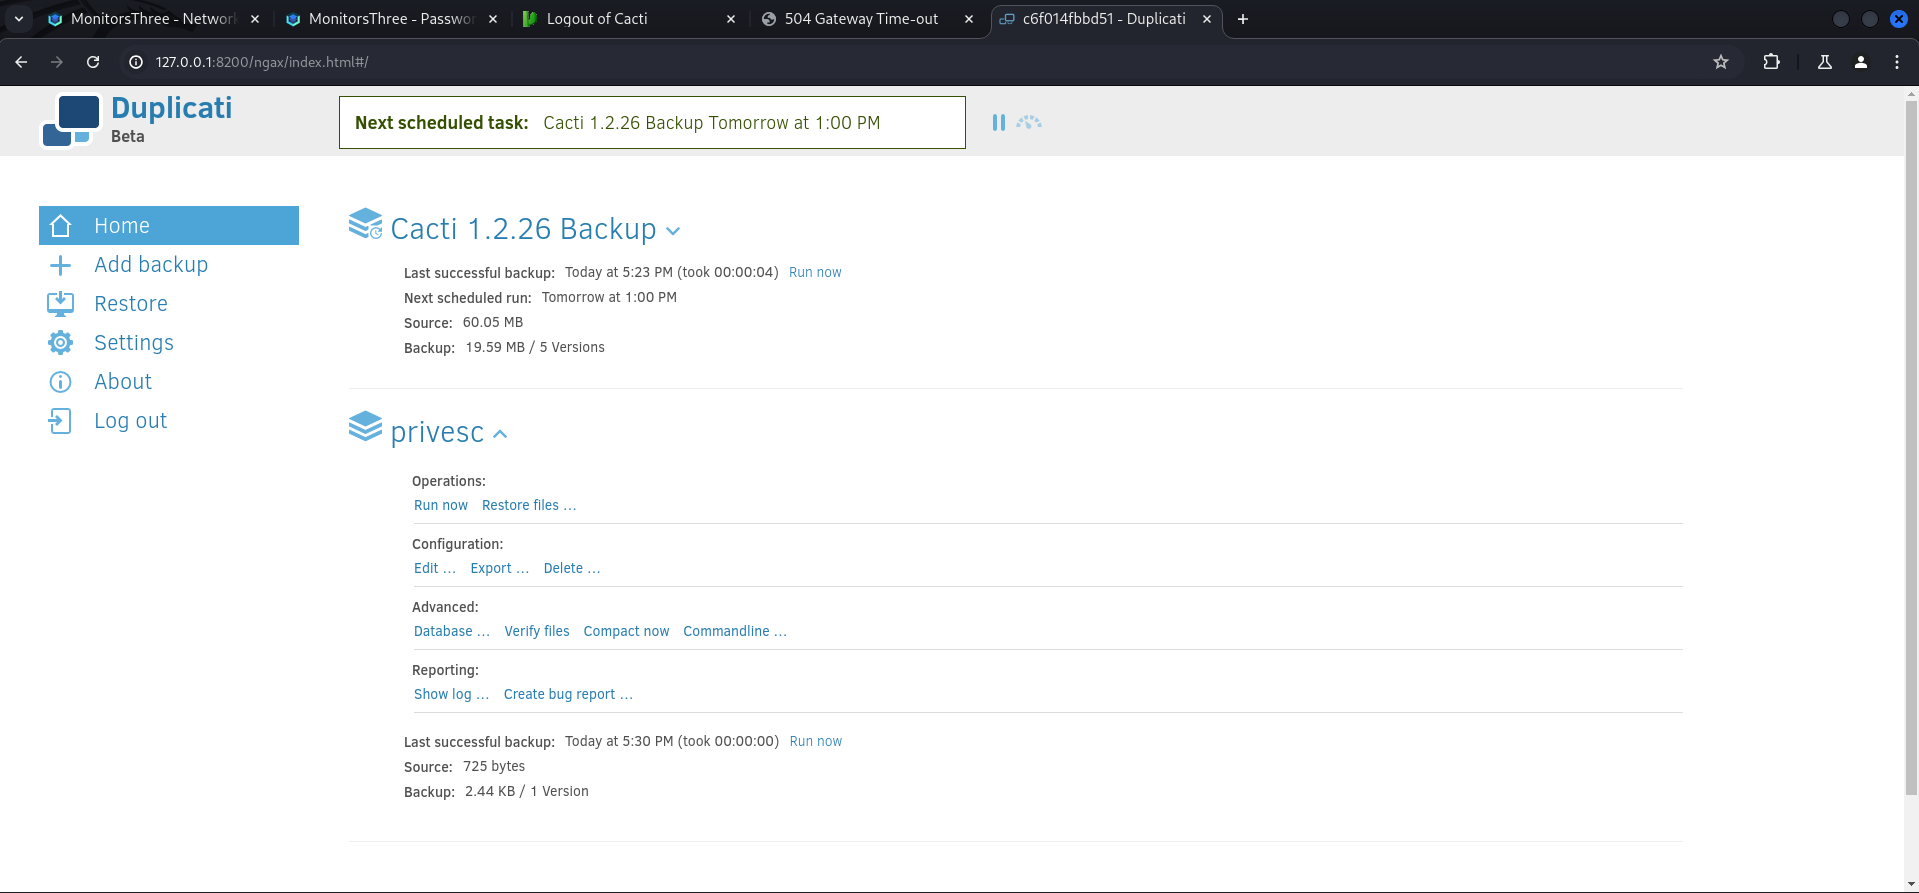 MonitorsThree - Networ
MonitorsThree - Passwor
Logout of Cacti
504 Gateway Time-out
c6f014fbbd51 - Duplicati
127.0.0.1:8200/ngax/index.html#/
Duplicati
Beta
Next scheduled task: Cacti 1.2.26 Backup Tomorrow at 1:00 PM
Home
Add backup
Restore
Settings
About
Log out
Cacti 1.2.26 Backup
Last successful backup: Today at 5:23 PM (took 00:00:04) Run now
Next scheduled run: Tomorrow at 1:00 PM
Source: 60.05 MB
Backup: 19.59 MB / 5 Versions
privesc
Operations:
Run now Restore files ...
Configuration:
Edit ... Export ... Delete ...
Advanced:
Database ... Verify files Compact now Commandline ...
Reporting:
Show log ... Create bug report ...
Last successful backup: Today at 5:30 PM (took 00:00:00) Run now
Source: 725 bytes
Backup: 2.44 KB / 1 Version